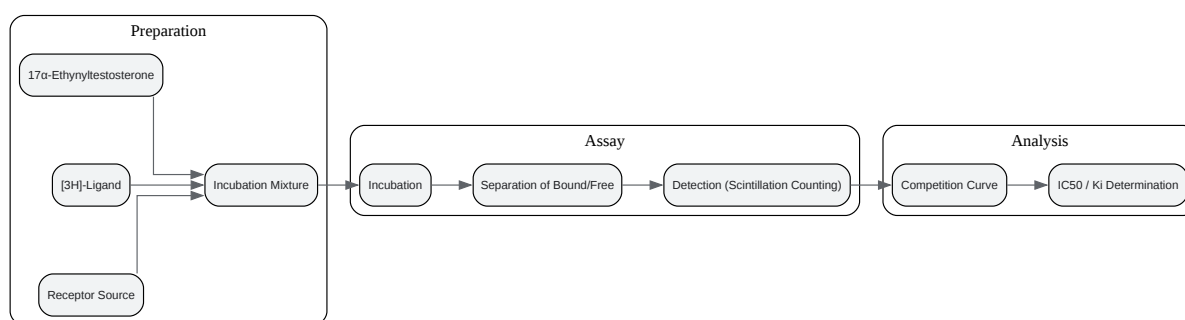 Preparation
17α-Ethynyltestosterone
[3H]-Ligand
Incubation Mixture
Receptor Source
Assay
Incubation
Separation of Bound/Free
Detection (Scintillation Counting)
Analysis
Competition Curve
IC50 / Ki Determination